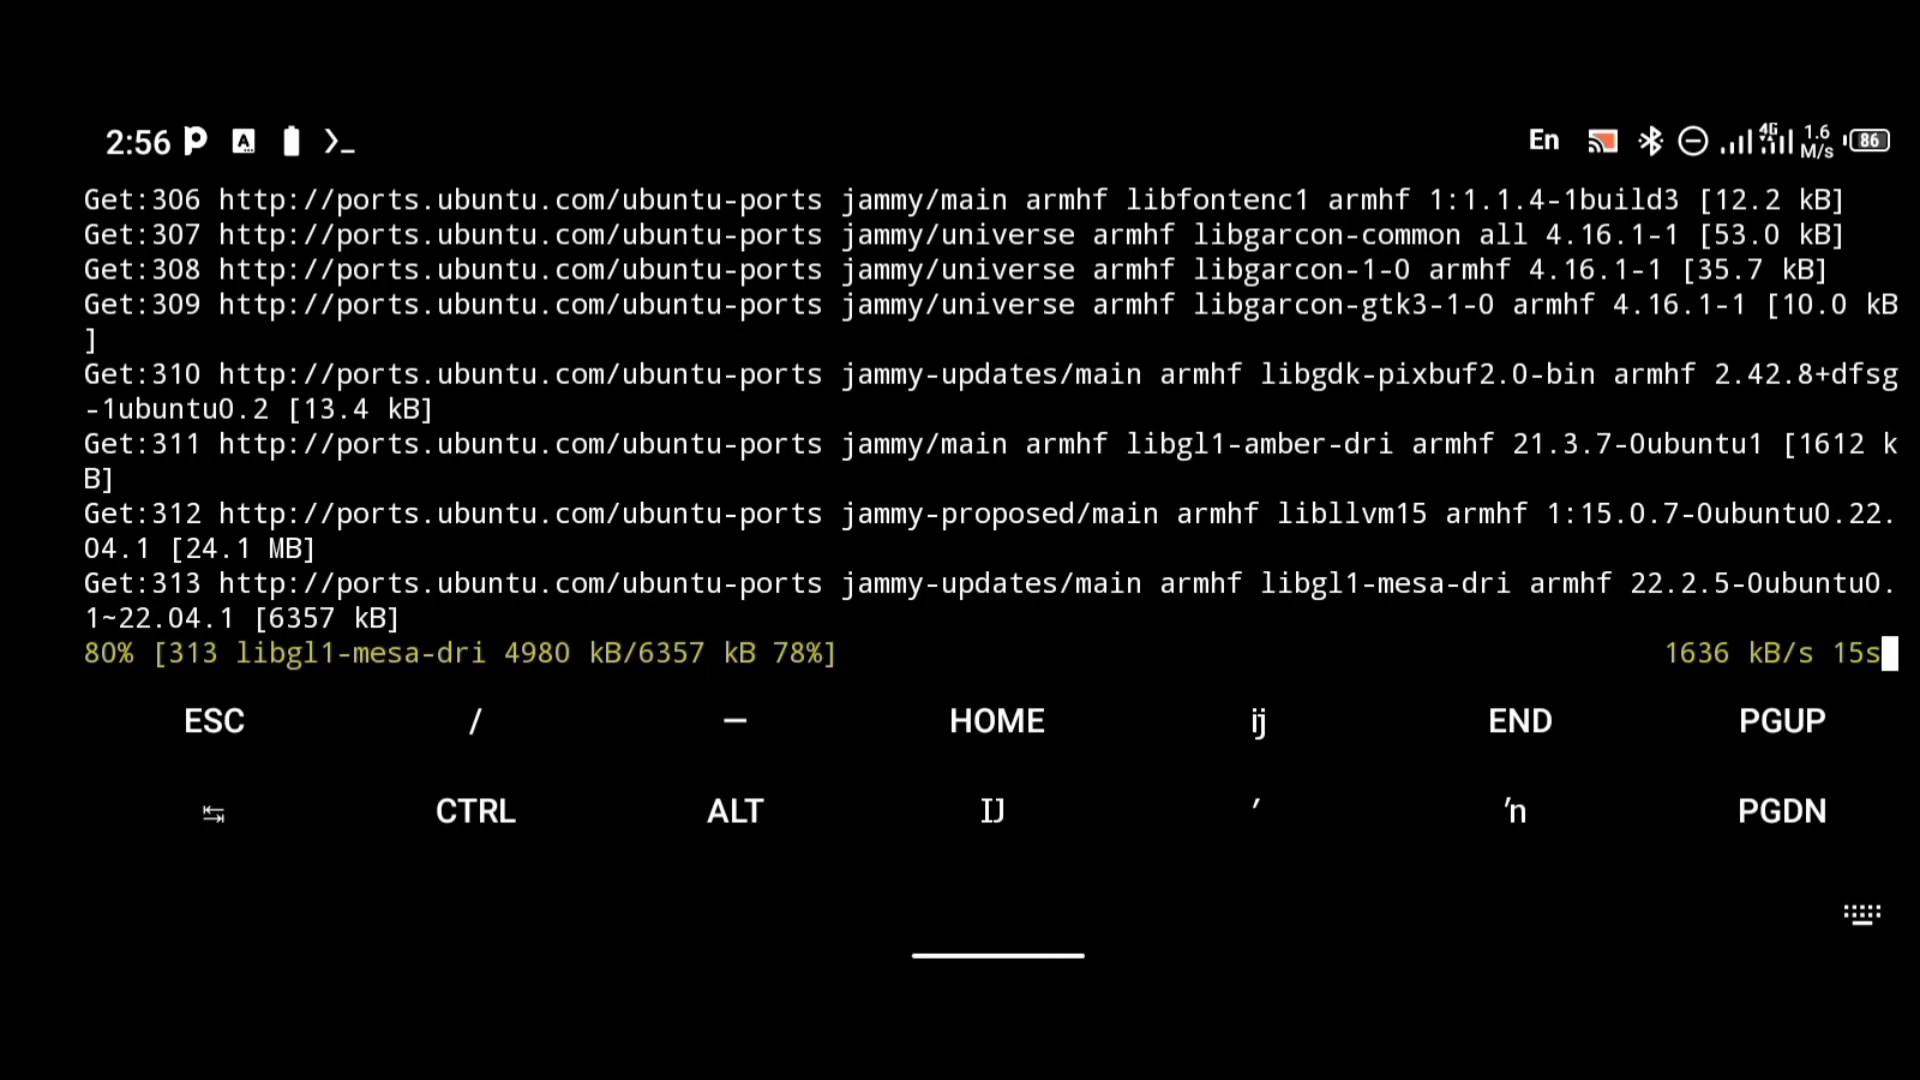 2:56
En 4G 1.6 M/s 86
Get:306 http://ports.ubuntu.com/ubuntu-ports jammy/main armhf libfontenc1 armhf 1:1.1.4-1build3 [12.2 kB]
Get:307 http://ports.ubuntu.com/ubuntu-ports jammy/universe armhf libgarcon-common all 4.16.1-1 [53.0 kB]
Get:308 http://ports.ubuntu.com/ubuntu-ports jammy/universe armhf libgarcon-1-0 armhf 4.16.1-1 [35.7 kB]
Get:309 http://ports.ubuntu.com/ubuntu-ports jammy/universe armhf libgarcon-gtk3-1-0 armhf 4.16.1-1 [10.0 kB
]
Get:310 http://ports.ubuntu.com/ubuntu-ports jammy-updates/main armhf libgdk-pixbuf2.0-bin armhf 2.42.8+dfsg
-1ubuntu0.2 [13.4 kB]
Get:311 http://ports.ubuntu.com/ubuntu-ports jammy/main armhf libgl1-amber-dri armhf 21.3.7-0ubuntu1 [1612 k
B]
Get:312 http://ports.ubuntu.com/ubuntu-ports jammy-proposed/main armhf libllvm15 armhf 1:15.0.7-0ubuntu0.22.
04.1 [24.1 MB]
Get:313 http://ports.ubuntu.com/ubuntu-ports jammy-updates/main armhf libgl1-mesa-dri armhf 22.2.5-0ubuntu0.
1~22.04.1 [6357 kB]
80% [313 libgl1-mesa-dri 4980 kB/6357 kB 78%] 1636 kB/s 15s
ESC / — HOME ĳ END PGUP
↹ CTRL ALT Ĳ ′ ŉ PGDN